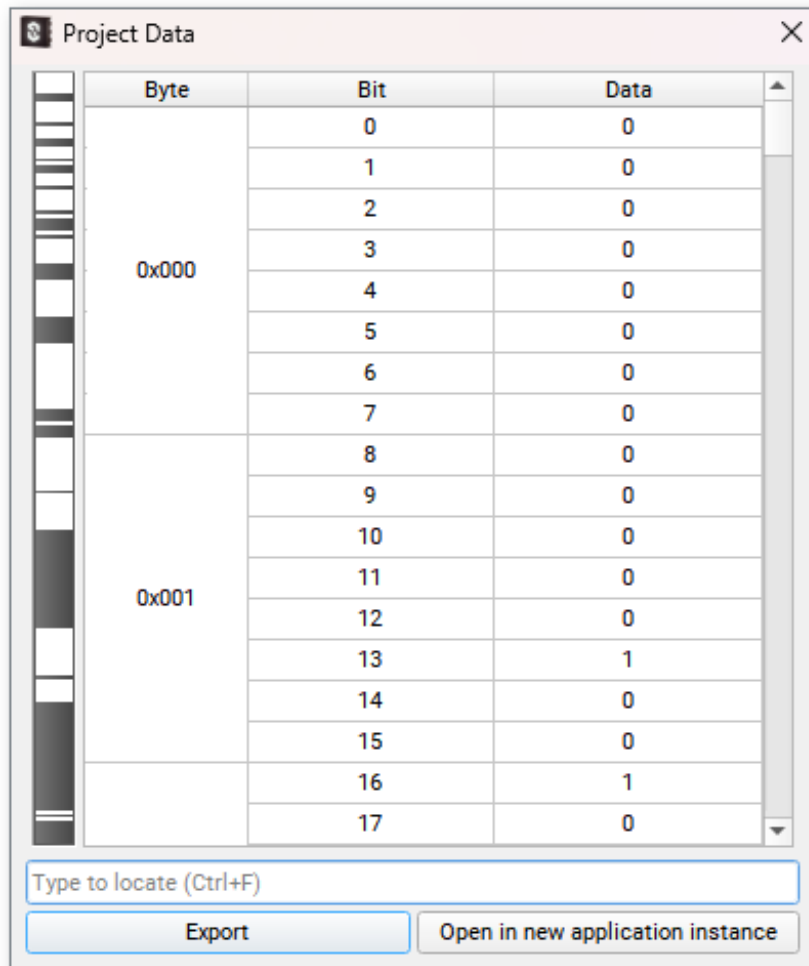 Project Data
Byte Bit Data
0x000 0 0
1 0
2 0
3 0
4 0
5 0
6 0
7 0
0x001 8 0
9 0
10 0
11 0
12 0
13 1
14 0
15 0
16 1
17 0
Type to locate (Ctrl+F)
Export Open in new application instance